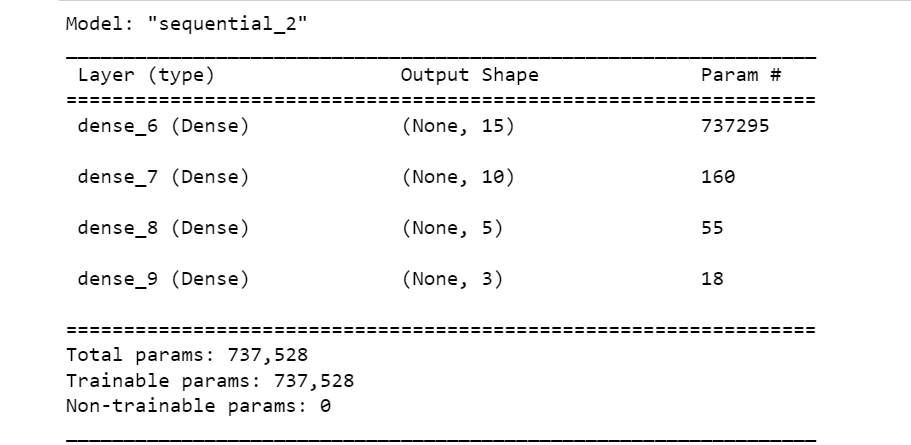 Model: "sequential_2"
Layer (type) Output Shape Param #
=================================================================
dense_6 (Dense) (None, 15) 737295
dense_7 (Dense) (None, 10) 160
dense_8 (Dense) (None, 5) 55
dense_9 (Dense) (None, 3) 18
=================================================================
Total params: 737,528
Trainable params: 737,528
Non-trainable params: 0